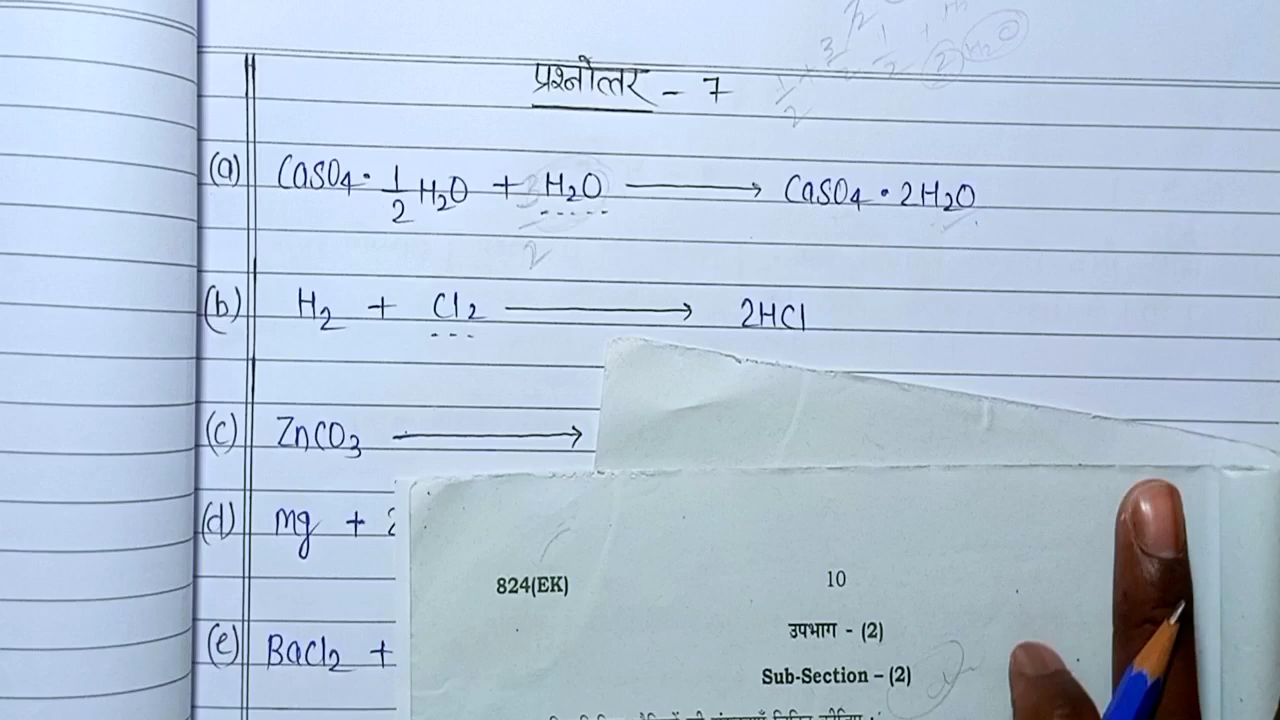 प्रश्नोत्तर - 7
(a) CaSO4·1/2 H2O + 3/2 H2O ⟶ CaSO4·2H2O
(b) H2 + Cl2 ⟶ 2HCl
(c) ZnCO3 ⟶
(d) Mg + 2
(e) BaCl2 +
824(EK) 10
उपभाग - (2)
Sub-Section – (2)